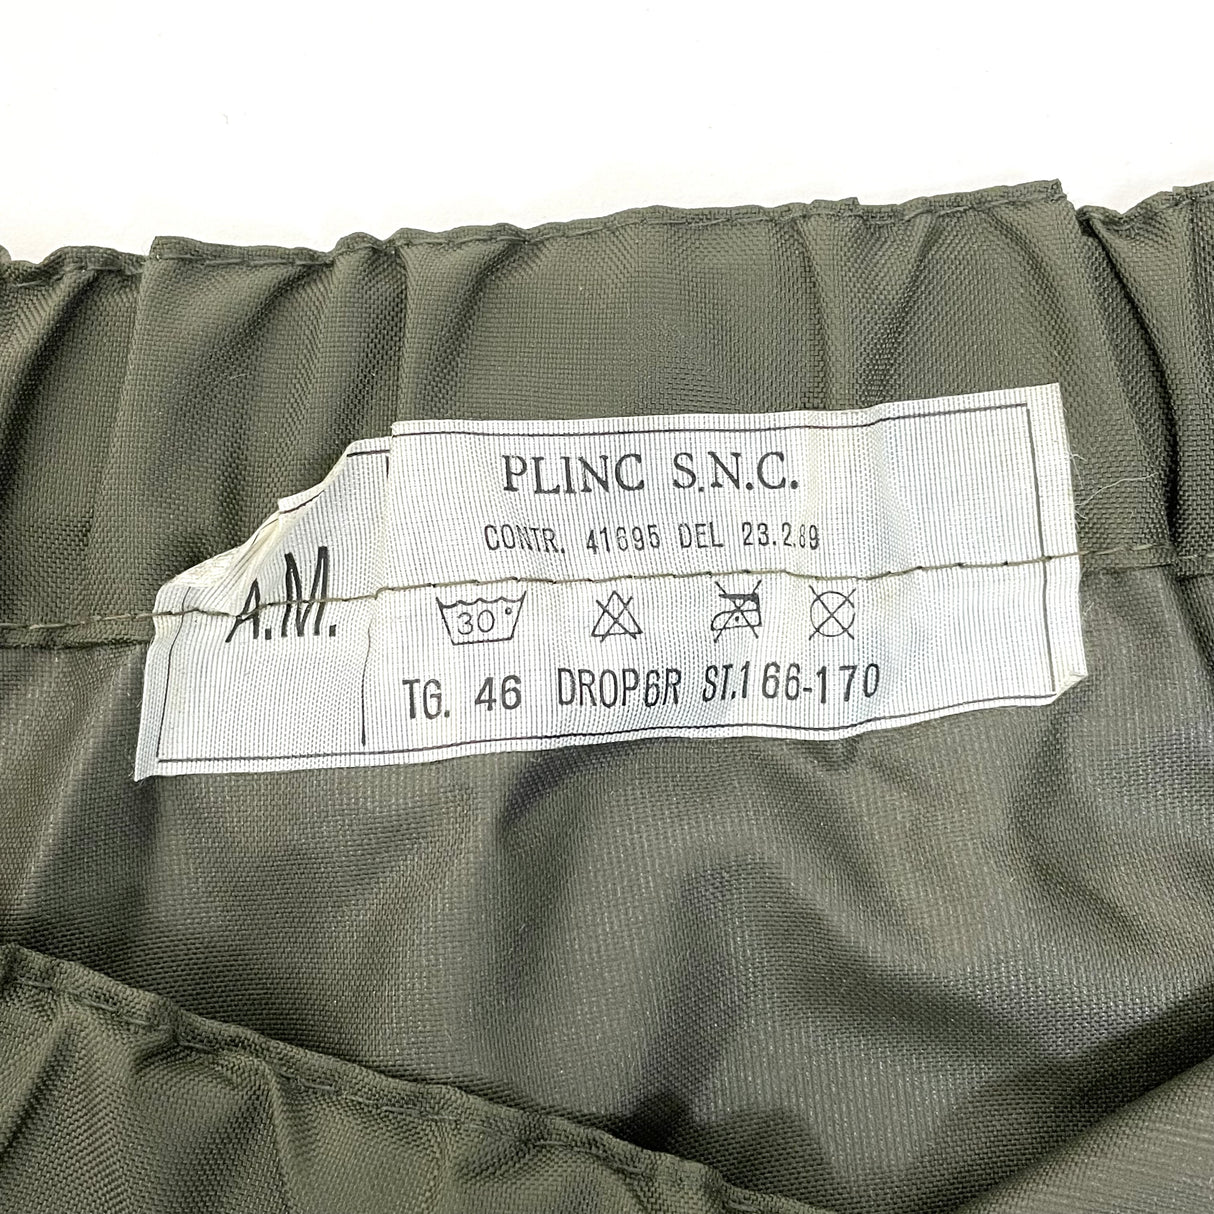 PLINC S.N.C.
CONTR. 41695 DEL 23.2.89
A.M.
30°
TG. 46 DROP6R ST.166-170